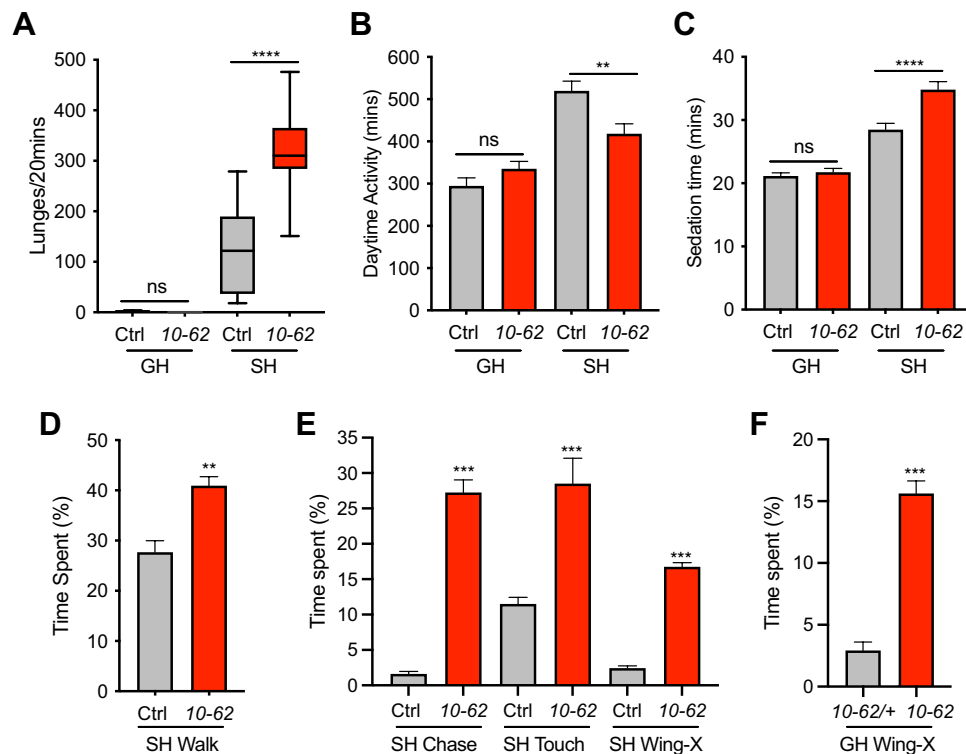 A
Lunges/20mins
500
400
300
200
100
0
ns
****
Ctrl 10-62 Ctrl 10-62
GH SH
B
Daytime Activity (mins)
600
500
400
300
200
100
0
ns
**
Ctrl 10-62 Ctrl 10-62
GH SH
C
Sedation time (mins)
40
30
20
10
0
ns
****
Ctrl 10-62 Ctrl 10-62
GH SH
D
Time Spent (%)
50
40
30
20
10
0
**
Ctrl 10-62
SH Walk
E
Time spent (%)
35
30
25
20
15
10
5
0
***
***
***
Ctrl 10-62 Ctrl 10-62 Ctrl 10-62
SH Chase SH Touch SH Wing-X
F
Time spent (%)
20
15
10
5
0
***
10-62/+ 10-62
GH Wing-X